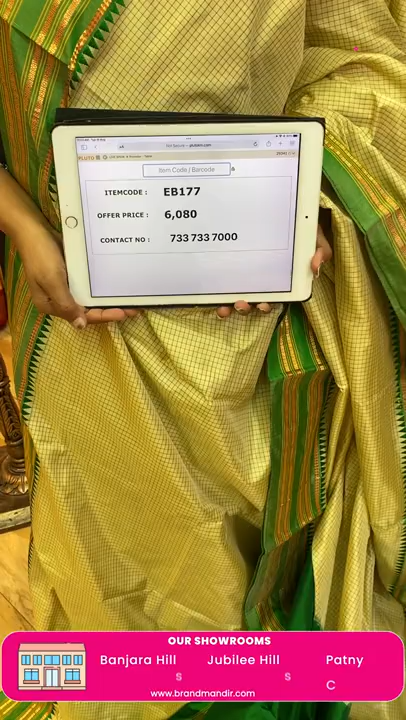 Item Code / Barcode
ITEMCODE : EB177
OFFER PRICE : 6,080
CONTACT NO : 733 733 7000
OUR SHOWROOMS
Banjara Hill Jubilee Hill Patny
s s C
www.brandmandir.com